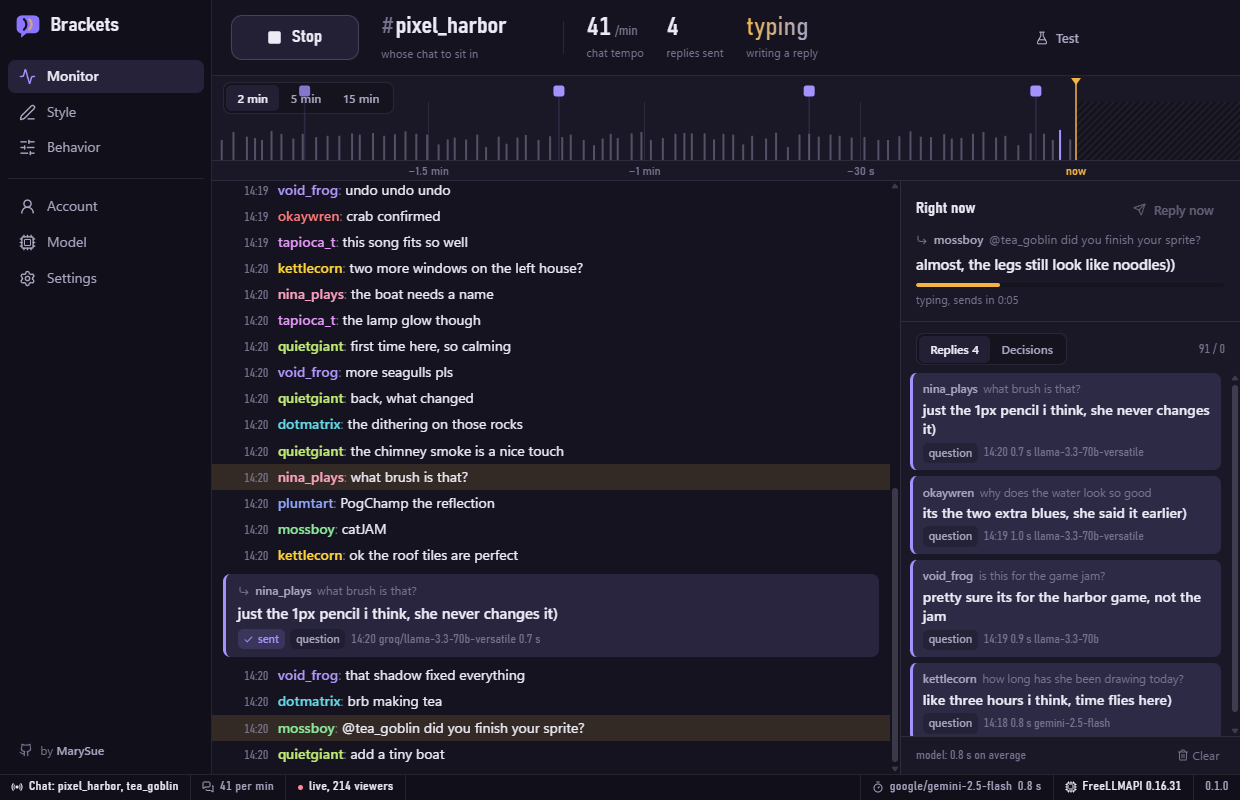 Brackets
Stop
#pixel_harbor
whose chat to sit in
41 /min
chat tempo
4
replies sent
typing
writing a reply
Test
Monitor
Style
Behavior
Account
Model
Settings
by MarySue
2 min
5 min
15 min
−1.5 min
−1 min
−30 s
now
14:19 void_frog: undo undo undo
14:19 okaywren: crab confirmed
14:19 tapioca_t: this song fits so well
14:20 kettlecorn: two more windows on the left house?
14:20 nina_plays: the boat needs a name
14:20 tapioca_t: the lamp glow though
14:20 quietgiant: first time here, so calming
14:20 void_frog: more seagulls pls
14:20 quietgiant: back, what changed
14:20 dotmatrix: the dithering on those rocks
14:20 quietgiant: the chimney smoke is a nice touch
14:20 nina_plays: what brush is that?
14:20 plumtart: PogChamp the reflection
14:20 mossboy: catJAM
14:20 kettlecorn: ok the roof tiles are perfect
nina_plays what brush is that?
just the 1px pencil i think, she never changes it)
sent question 14:20 groq/llama-3.3-70b-versatile 0.7 s
14:20 void_frog: that shadow fixed everything
14:20 dotmatrix: brb making tea
14:20 mossboy: @tea_goblin did you finish your sprite?
14:20 quietgiant: add a tiny boat
Right now
Reply now
mossboy @tea_goblin did you finish your sprite?
almost, the legs still look like noodles))
typing, sends in 0:05
Replies 4
Decisions
91 / 0
nina_plays what brush is that?
just the 1px pencil i think, she never changes
it)
question 14:20 0.7 s llama-3.3-70b-versatile
okaywren why does the water look so good
its the two extra blues, she said it earlier)
question 14:19 1.0 s llama-3.3-70b-versatile
void_frog is this for the game jam?
pretty sure its for the harbor game, not the
jam
question 14:19 0.9 s llama-3.3-70b
kettlecorn how long has she been drawing today?
like three hours i think, time flies here)
question 14:18 0.8 s gemini-2.5-flash
model: 0.8 s on average
Clear
Chat: pixel_harbor, tea_goblin
41 per min
live, 214 viewers
google/gemini-2.5-flash 0.8 s
FreeLLMAPI 0.16.31
0.1.0